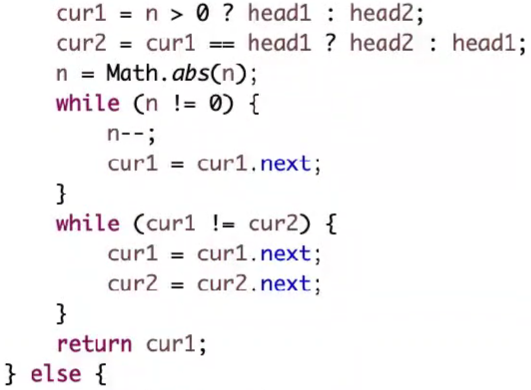 cur1 = n > 0 ? head1 : head2;
cur2 = cur1 == head1 ? head2 : head1;
n = Math.abs(n);
while (n != 0) {
n--;
cur1 = cur1.next;
}
while (cur1 != cur2) {
cur1 = cur1.next;
cur2 = cur2.next;
}
return cur1;
} else {